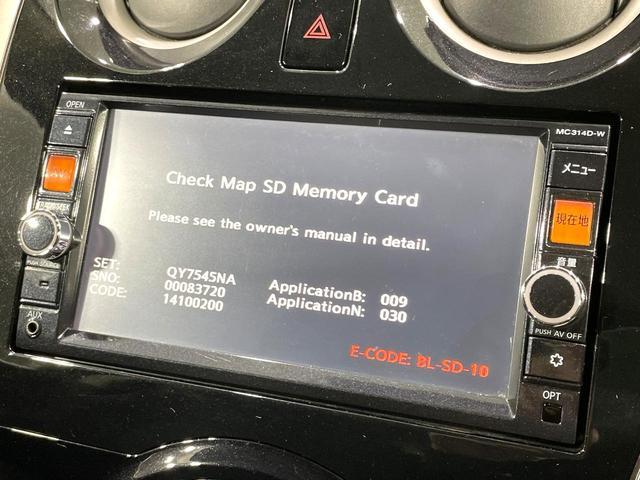 OPEN
MC314D-W
メニュー
現在地
音量
PUSH AV OFF
OPT
AUX
Check Map SD Memory Card
Please see the owner's manual in detail.
SET: QY7545NA ApplicationB: 009
SNO: 00083720 ApplicationN: 030
CODE: 14100200
E-CODE: BL-SD-10